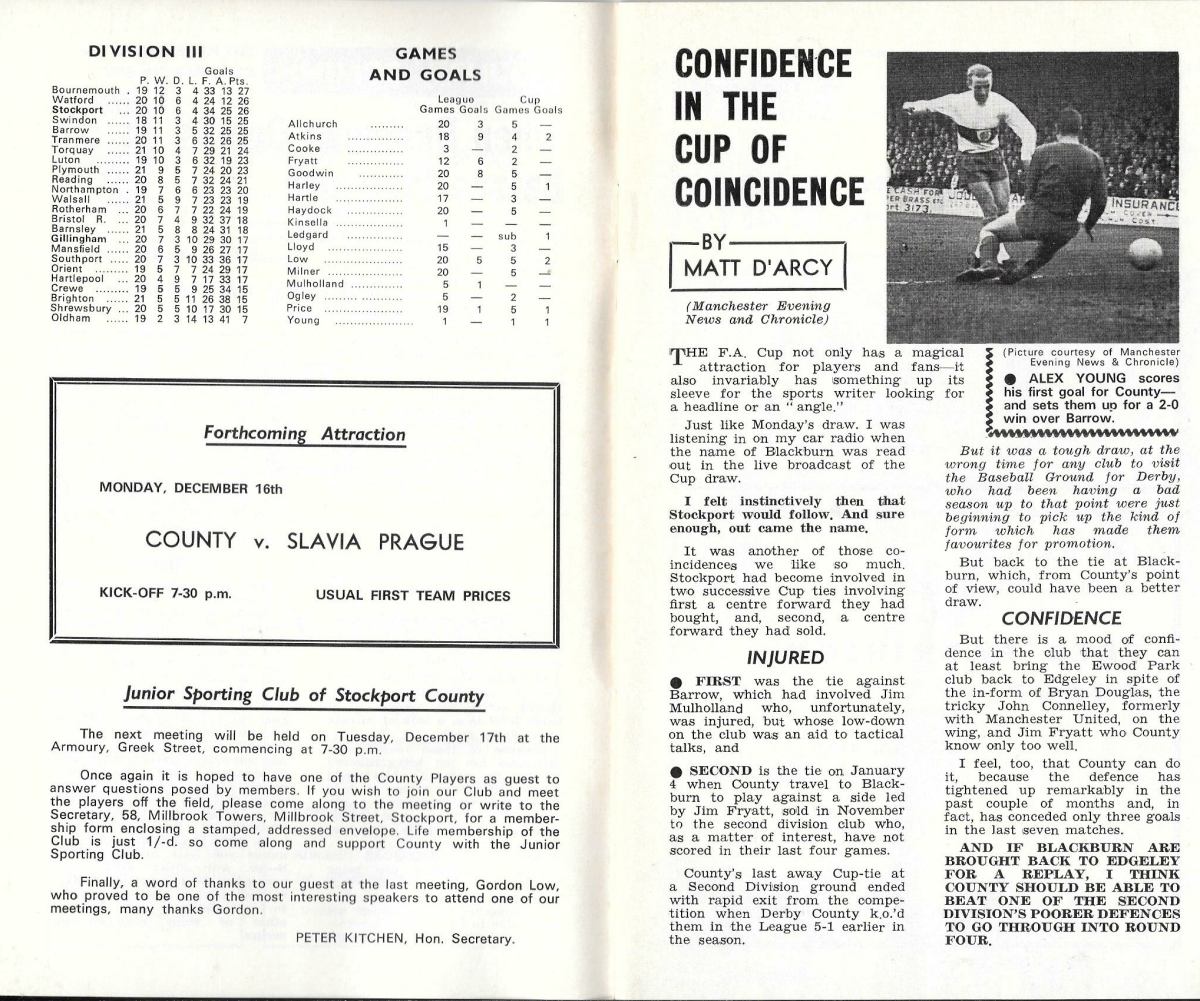 DIVISION III
Goals
P. W. D. L. F. A. Pts.
Bournemouth . 19 12 3 4 33 13 27
Watford ...... 20 10 6 4 24 12 26
Stockport ... 20 10 6 4 34 25 26
Swindon ...... 18 11 3 4 30 15 25
Barrow ...... 19 11 3 5 32 25 25
Tranmere ... 20 11 3 6 32 26 25
Torquay ...... 21 10 4 7 29 21 24
Luton ......... 19 10 3 6 32 19 23
Plymouth ...... 21 9 5 7 24 20 23
Reading ...... 20 8 5 7 32 24 21
Northampton . 19 7 6 6 23 23 20
Walsall ...... 21 5 9 7 23 23 19
Rotherham ... 20 6 7 7 22 24 19
Bristol R. ... 20 7 4 9 32 37 18
Barnsley ...... 21 5 8 8 24 31 18
Gillingham ... 20 7 3 10 29 30 17
Mansfield ...... 20 6 5 9 26 27 17
Southport ... 20 7 3 10 33 36 17
Orient ......... 19 5 7 7 24 29 17
Hartlepool ... 20 4 9 7 17 33 17
Crewe ......... 19 5 5 9 25 34 15
Brighton ...... 21 5 5 11 26 38 15
Shrewsbury ... 20 5 5 10 17 30 15
Oldham ...... 19 2 3 14 13 41 7
GAMES
AND GOALS
League Cup
Games Goals Games Goals
Allchurch ......... 20 3 5 —
Atkins ............... 18 9 4 2
Cooke ............... 3 — 2 —
Fryatt ............... 12 6 2 —
Goodwin ............... 20 8 5 —
Harley .................. 20 — 5 1
Hartle .................. 17 — 3 —
Haydock ............... 20 — 5 —
Kinsella ............... 1 — — —
Ledgard ............... — — sub 1
Lloyd .................. 15 — 3 —
Low ..................... 20 5 5 2
Milner .................. 20 — 5 —
Mulholland ............... 5 1 — —
Ogley .................. 5 — 2 —
Price .................. 19 1 5 1
Young .................. 1 — 1 1
Forthcoming Attraction
MONDAY, DECEMBER 16th
COUNTY v. SLAVIA PRAGUE
KICK-OFF 7-30 p.m. USUAL FIRST TEAM PRICES
Junior Sporting Club of Stockport County
The next meeting will be held on Tuesday, December 17th at the
Armoury, Greek Street, commencing at 7-30 p.m.
Once again it is hoped to have one of the County Players as guest to
answer questions posed by members. If you wish to join our Club and meet
the players off the field, please come along to the meeting or write to the
Secretary, 58, Millbrook Towers, Millbrook Street, Stockport, for a member-
ship form enclosing a stamped, addressed envelope. Life membership of the
Club is just 1/-d. so come along and support County with the Junior
Sporting Club.
Finally, a word of thanks to our guest at the last meeting, Gordon Low,
who proved to be one of the most interesting speakers to attend one of our
meetings, many thanks Gordon.
PETER KITCHEN, Hon. Secretary.
CONFIDENCE
IN THE
CUP OF
COINCIDENCE
BY
MATT D'ARCY
(Manchester Evening
News and Chronicle)
INSURANCE
THE F.A. Cup not only has a magical
attraction for players and fans—it
also invariably has something up its
sleeve for the sports writer looking for
a headline or an "angle."
Just like Monday's draw. I was
listening in on my car radio when
the name of Blackburn was read
out in the live broadcast of the
Cup draw.
I felt instinctively then that
Stockport would follow. And sure
enough, out came the name.
It was another of those co-
incidences we like so much.
Stockport had become involved in
two successive Cup ties involving
first a centre forward they had
bought, and, second, a centre
forward they had sold.
INJURED
● FIRST was the tie against
Barrow, which had involved Jim
Mulholland who, unfortunately,
was injured, but whose low-down
on the club was an aid to tactical
talks, and
● SECOND is the tie on January
4 when County travel to Black-
burn to play against a side led
by Jim Fryatt, sold in November
to the second division club who,
as a matter of interest, have not
scored in their last four games.
County's last away Cup-tie at
a Second Division ground ended
with rapid exit from the compe-
tition when Derby County k.o.'d
them in the League 5-1 earlier in
the season.
(Picture courtesy of Manchester
Evening News & Chronicle)
● ALEX YOUNG scores
his first goal for County—
and sets them up for a 2-0
win over Barrow.
But it was a tough draw, at the
wrong time for any club to visit
the Baseball Ground for Derby,
who had been having a bad
season up to that point were just
beginning to pick up the kind of
form which has made them
favourites for promotion.
But back to the tie at Black-
burn, which, from County's point
of view, could have been a better
draw.
CONFIDENCE
But there is a mood of confi-
dence in the club that they can
at least bring the Ewood Park
club back to Edgeley in spite of
the in-form of Bryan Douglas, the
tricky John Connelley, formerly
with Manchester United, on the
wing, and Jim Fryatt who County
know only too well.
I feel, too, that County can do
it, because the defence has
tightened up remarkably in the
past couple of months and, in
fact, has conceded only three goals
in the last seven matches.
AND IF BLACKBURN ARE
BROUGHT BACK TO EDGELEY
FOR A REPLAY, I THINK
COUNTY SHOULD BE ABLE TO
BEAT ONE OF THE SECOND
DIVISION'S POORER DEFENCES
TO GO THROUGH INTO ROUND
FOUR.